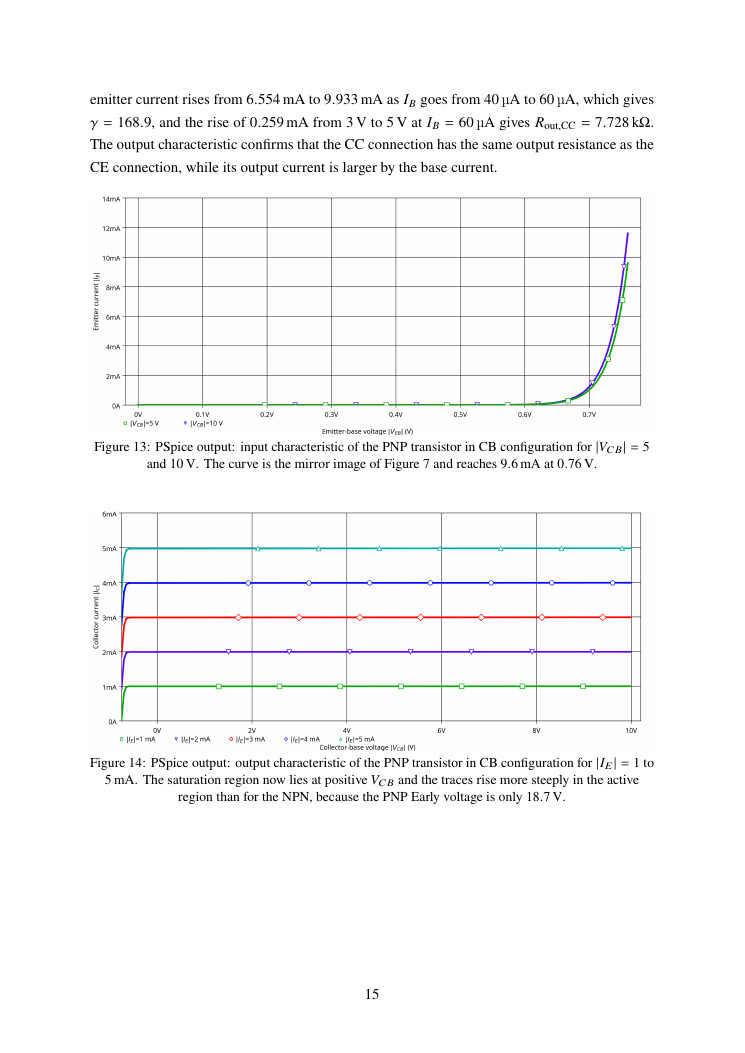 emitter current rises from 6.554 mA to 9.933 mA as I_B goes from 40 µA to 60 µA, which gives
γ = 168.9, and the rise of 0.259 mA from 3 V to 5 V at I_B = 60 µA gives R_out,CC = 7.728 kΩ.
The output characteristic confirms that the CC connection has the same output resistance as the
CE connection, while its output current is larger by the base current.
14mA
12mA
10mA
8mA
6mA
4mA
2mA
0A
Emitter current |I_E|
0V 0.1V 0.2V 0.3V 0.4V 0.5V 0.6V 0.7V
|V_CB|=5 V |V_CB|=10 V
Emitter-base voltage |V_EB| (V)
Figure 13: PSpice output: input characteristic of the PNP transistor in CB configuration for |V_CB| = 5
and 10 V. The curve is the mirror image of Figure 7 and reaches 9.6 mA at 0.76 V.
6mA
5mA
4mA
3mA
2mA
1mA
0A
Collector current |I_C|
0V 2V 4V 6V 8V 10V
|I_E|=1 mA |I_E|=2 mA |I_E|=3 mA |I_E|=4 mA |I_E|=5 mA
Collector-base voltage |V_CB| (V)
Figure 14: PSpice output: output characteristic of the PNP transistor in CB configuration for |I_E| = 1 to
5 mA. The saturation region now lies at positive V_CB and the traces rise more steeply in the active
region than for the NPN, because the PNP Early voltage is only 18.7 V.
15